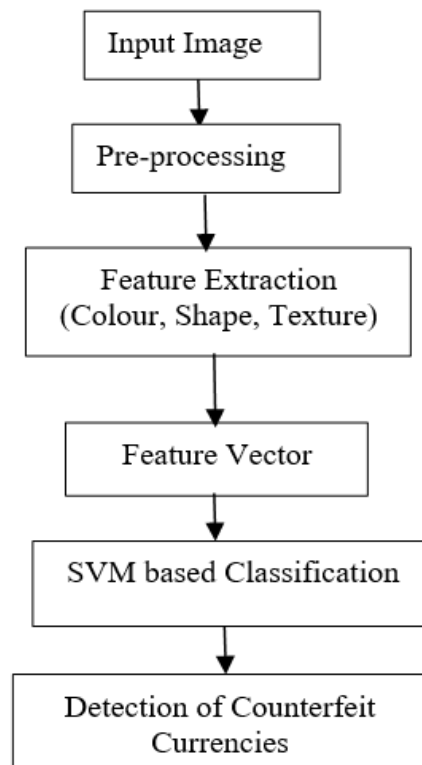 Input Image
Pre-processing
Feature Extraction
(Colour, Shape, Texture)
Feature Vector
SVM based Classification
Detection of Counterfeit
Currencies